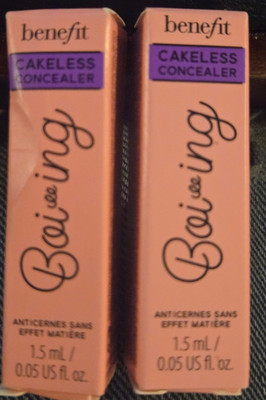 benefit
CAKELESS
CONCEALER
Boi-ing
ANTICERNES SANS
EFFET MATIÈRE
1.5 mL /
0.05 US fl. oz.
benefit
CAKELESS
CONCEALER
Boi-ing
ANTICERNES SANS
EFFET MATIÈRE
1.5 mL /
0.05 US fl. oz.